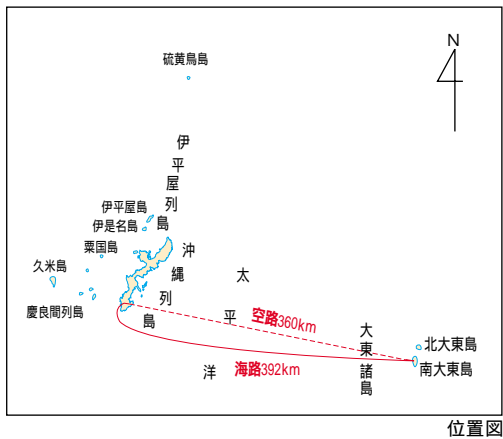 硫黄鳥島
N
伊平屋列島
伊平屋島
伊是名島
粟国島
久米島
慶良間列島
沖縄列島
太平洋
空路360km
海路392km
大東諸島
北大東島
南大東島
位置図